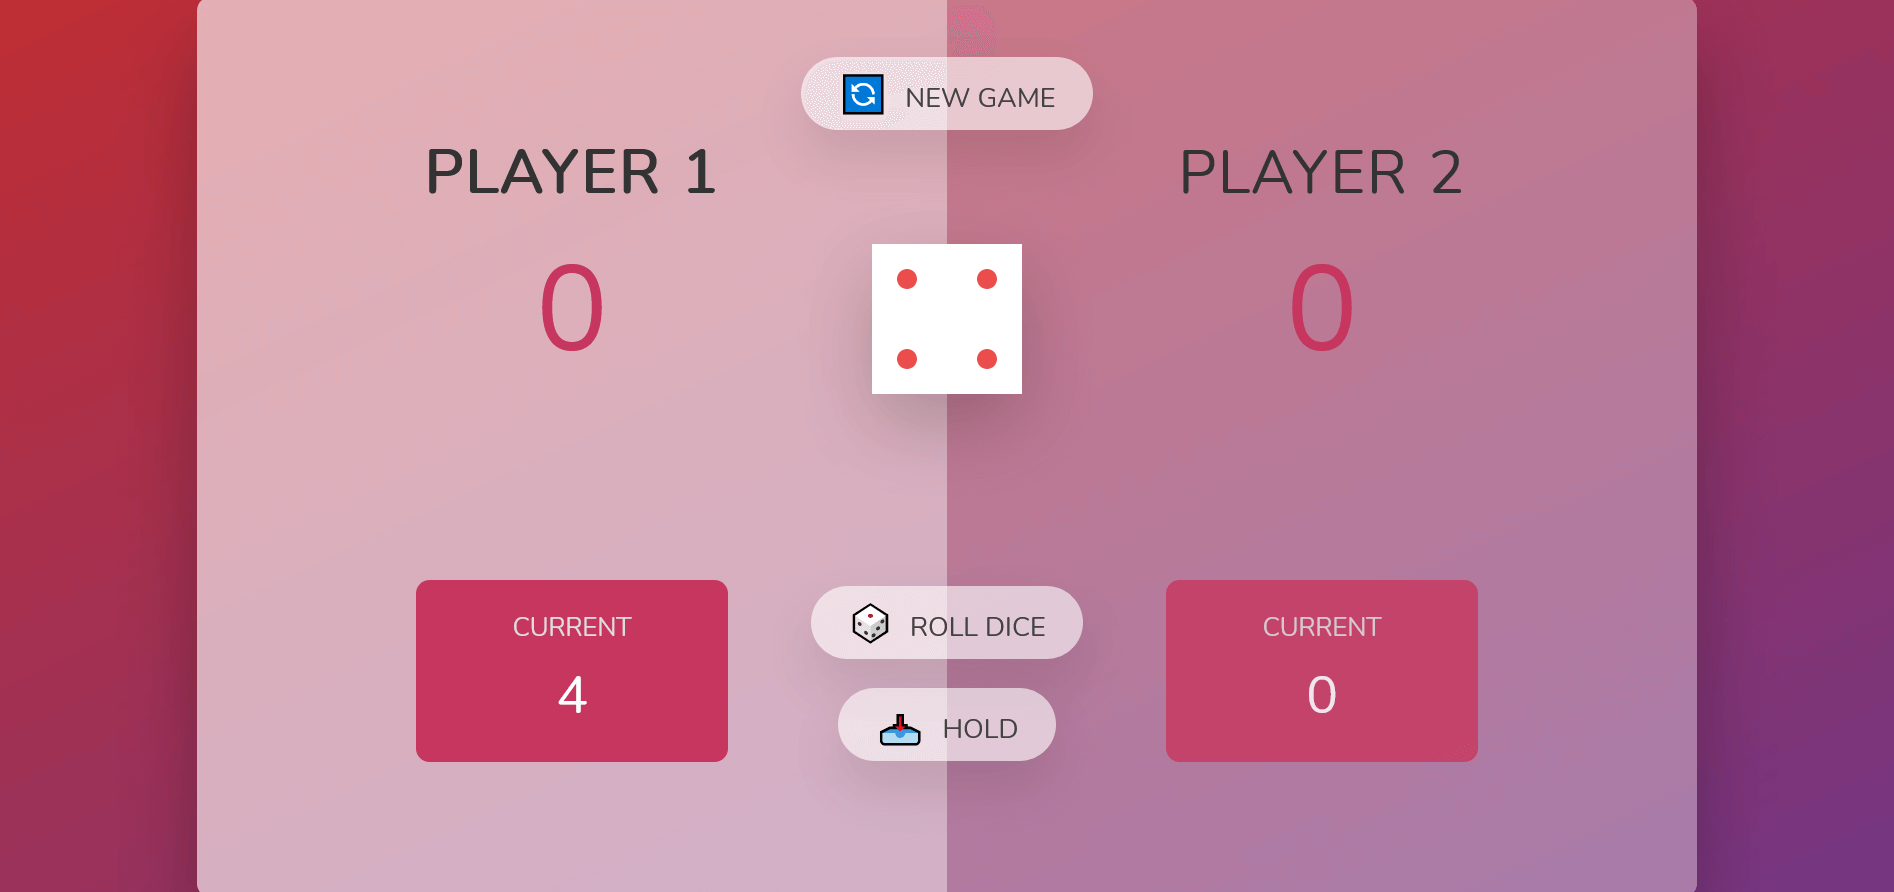 NEW GAME
PLAYER 1
0
PLAYER 2
0
CURRENT
4
ROLL DICE
HOLD
CURRENT
0